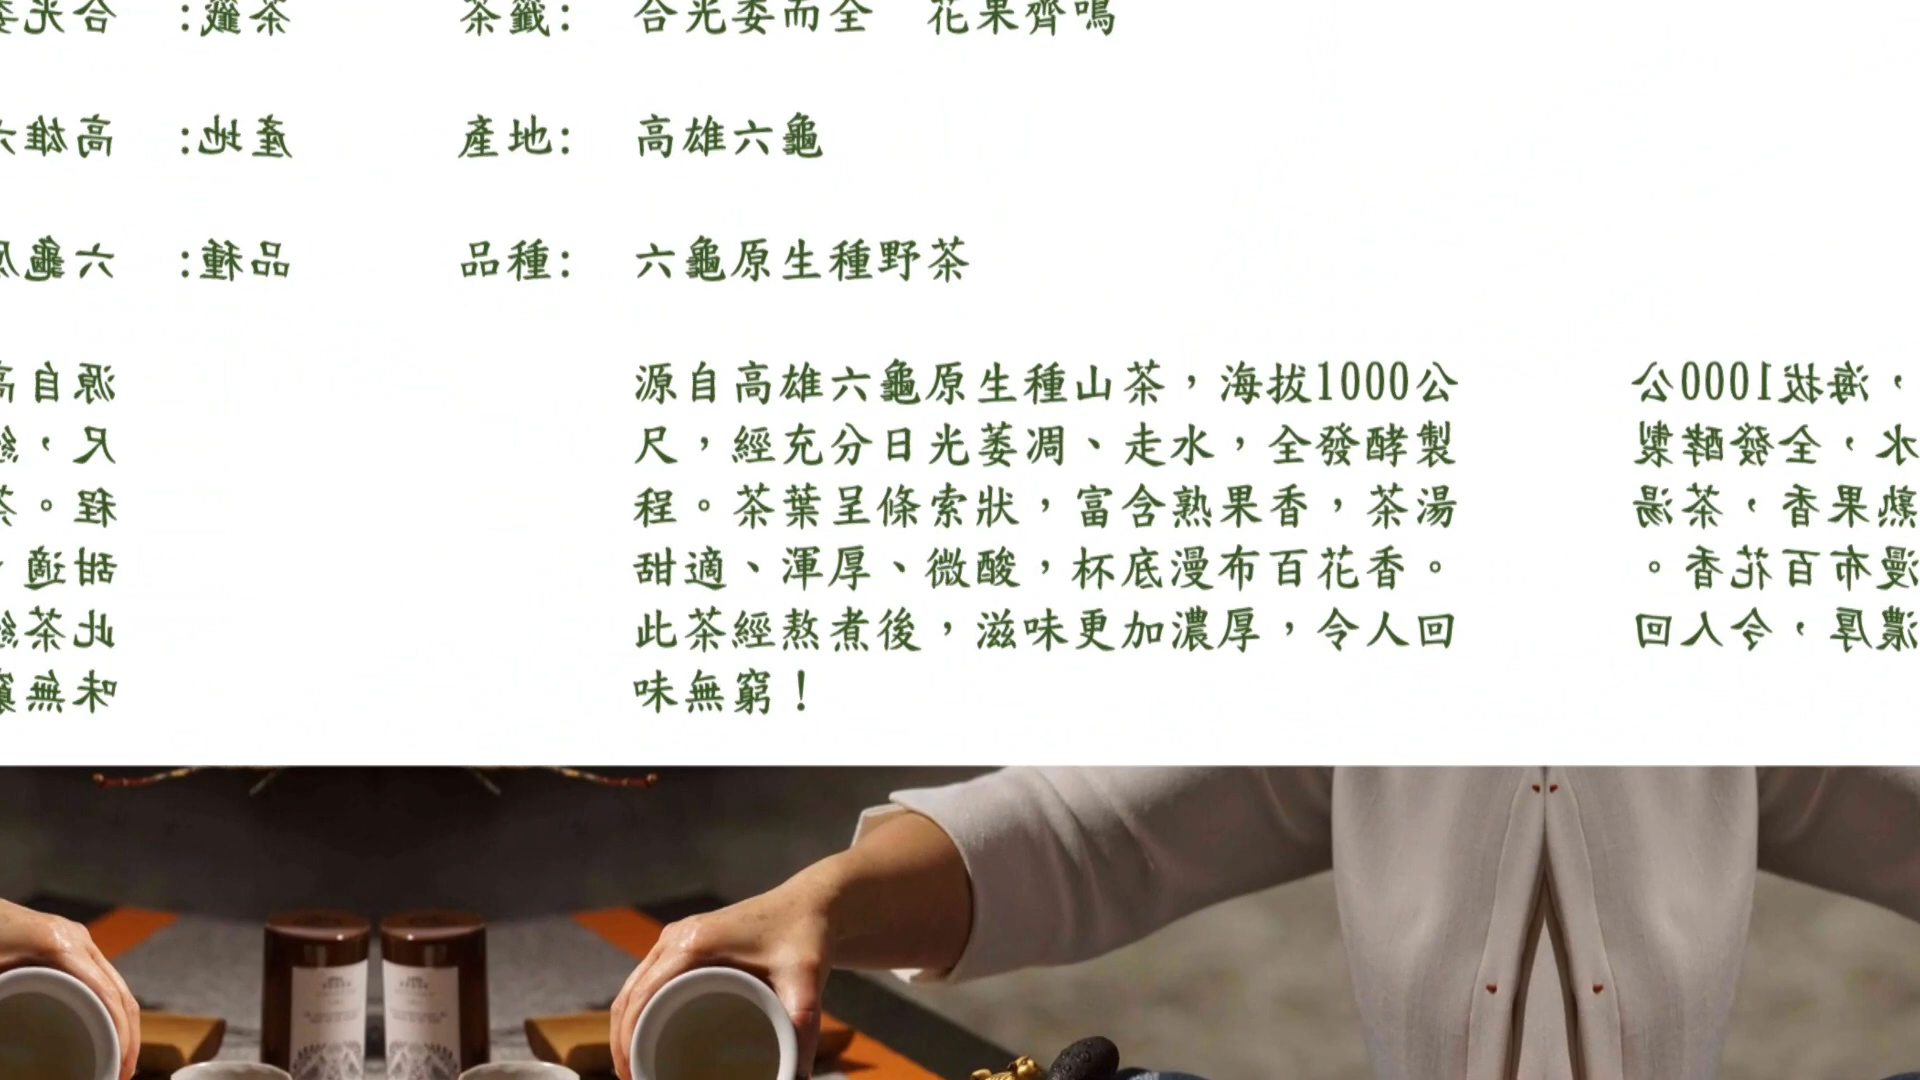 茶籤: 合光委而全 花果齊鳴
產地: 高雄六龜
品種: 六龜原生種野茶
源自高雄六龜原生種山茶，海拔1000公
尺，經充分日光萎凋、走水，全發酵製
程。茶葉呈條索狀，富含熟果香，茶湯
甜適、渾厚、微酸，杯底漫布百花香。
此茶經熬煮後，滋味更加濃厚，令人回
味無窮！